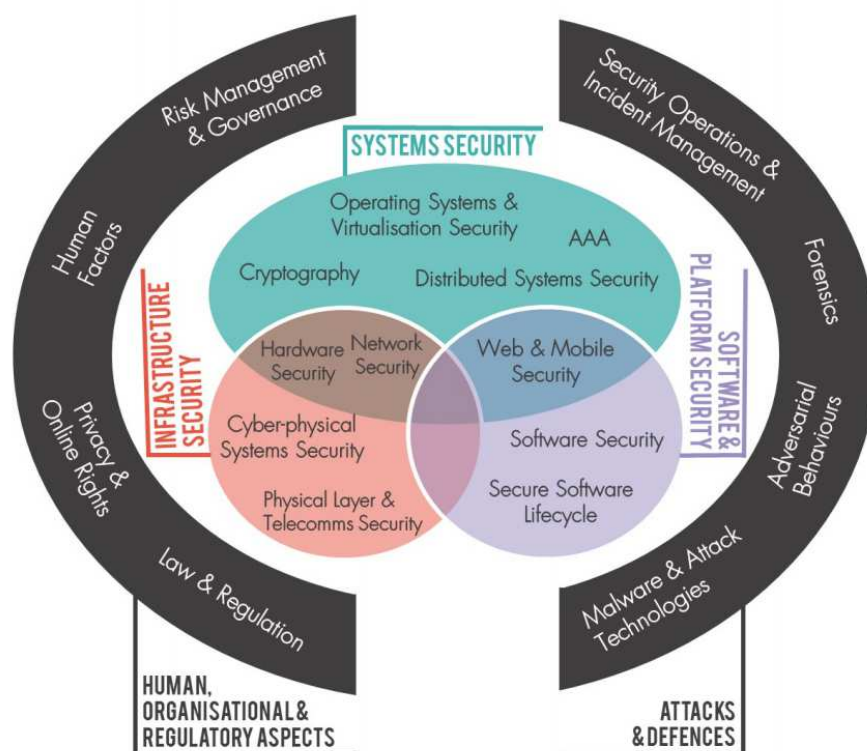 Risk Management
& Governance
Human
Factors
Privacy &
Online Rights
Law & Regulation
HUMAN,
ORGANISATIONAL &
REGULATORY ASPECTS
Security Operations &
Incident Management
Forensics
Adversarial
Behaviours
Malware & Attack
Technologies
ATTACKS
& DEFENCES
SYSTEMS SECURITY
Operating Systems &
Virtualisation Security
AAA
Cryptography
Distributed Systems Security
INFRASTRUCTURE
SECURITY
Hardware
Security
Network
Security
Cyber-physical
Systems Security
Physical Layer &
Telecomms Security
SOFTWARE &
PLATFORM SECURITY
Web & Mobile
Security
Software Security
Secure Software
Lifecycle